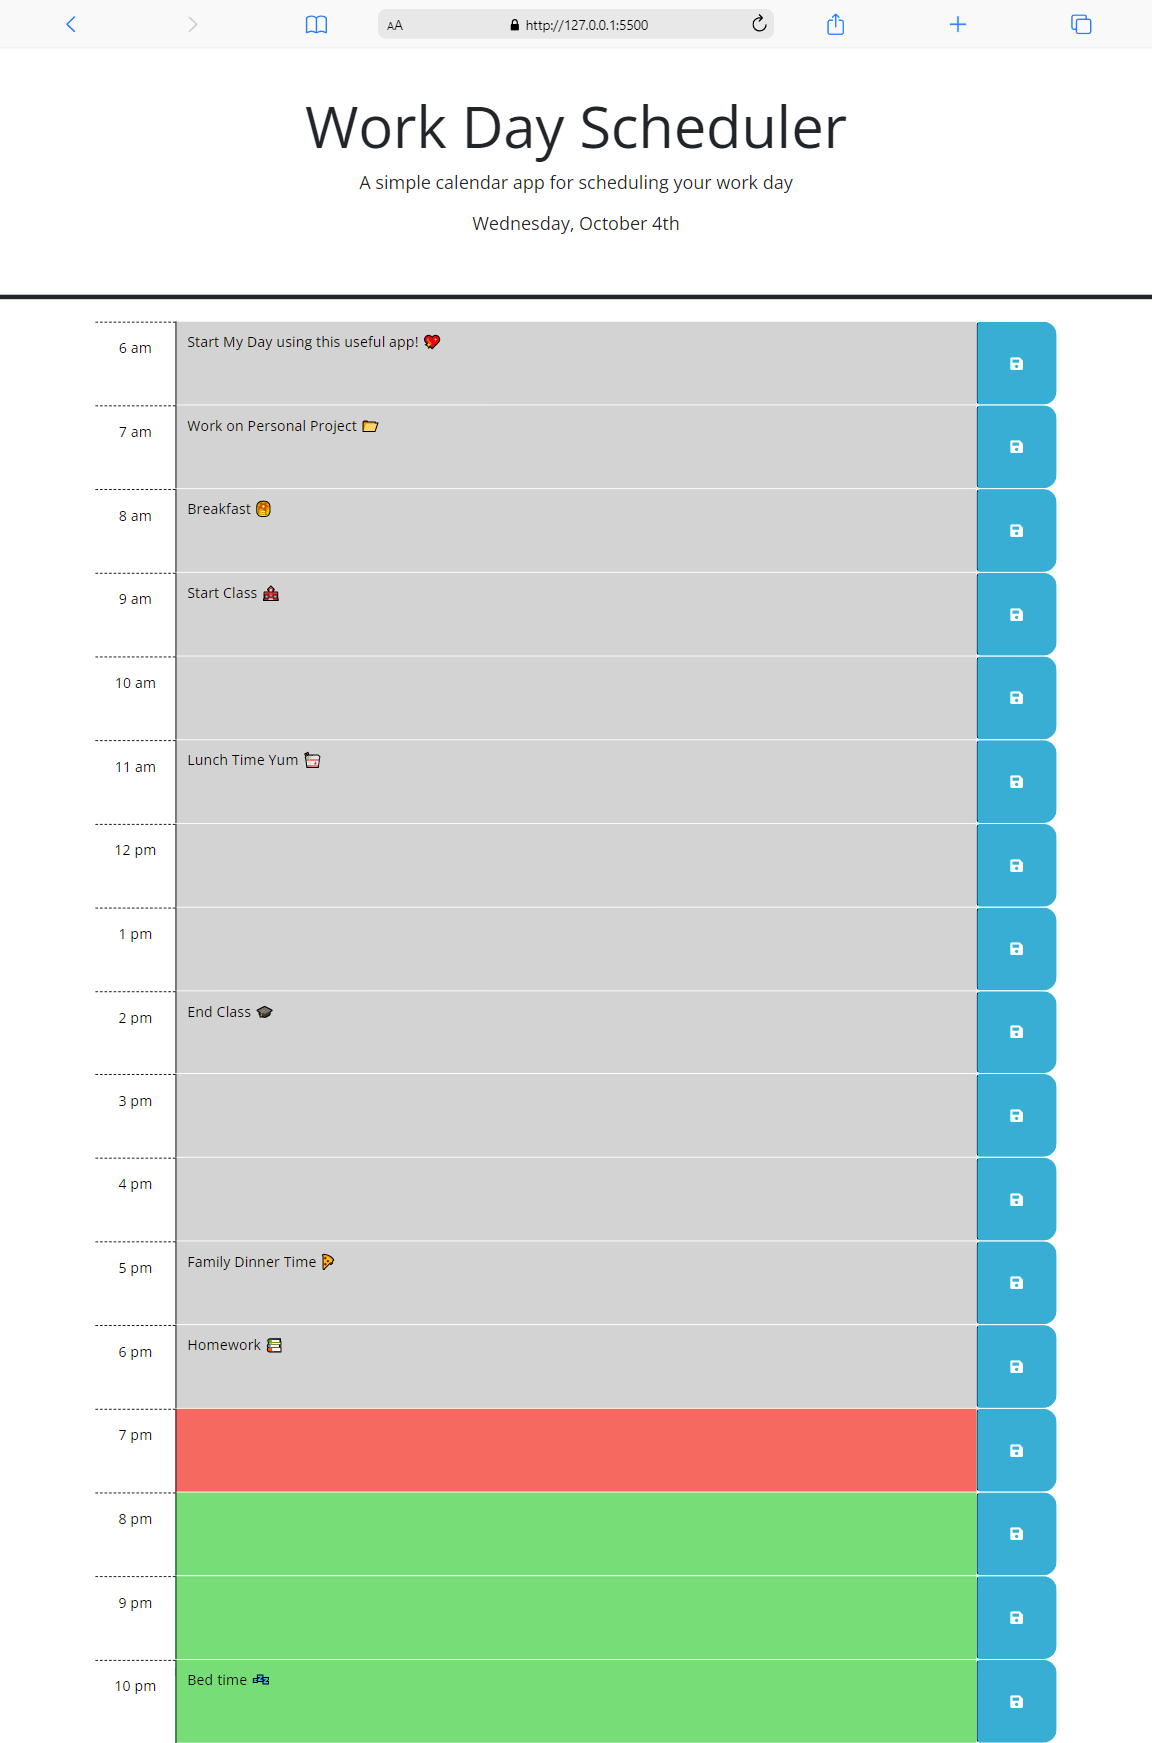 AA http://127.0.0.1:5500
Work Day Scheduler
A simple calendar app for scheduling your work day
Wednesday, October 4th
6 am Start My Day using this useful app! 💖
7 am Work on Personal Project 📂
8 am Breakfast 🍞
9 am Start Class 🏫
10 am
11 am Lunch Time Yum 🍱
12 pm
1 pm
2 pm End Class 🎓
3 pm
4 pm
5 pm Family Dinner Time 🍕
6 pm Homework 📚
7 pm
8 pm
9 pm
10 pm Bed time 💤